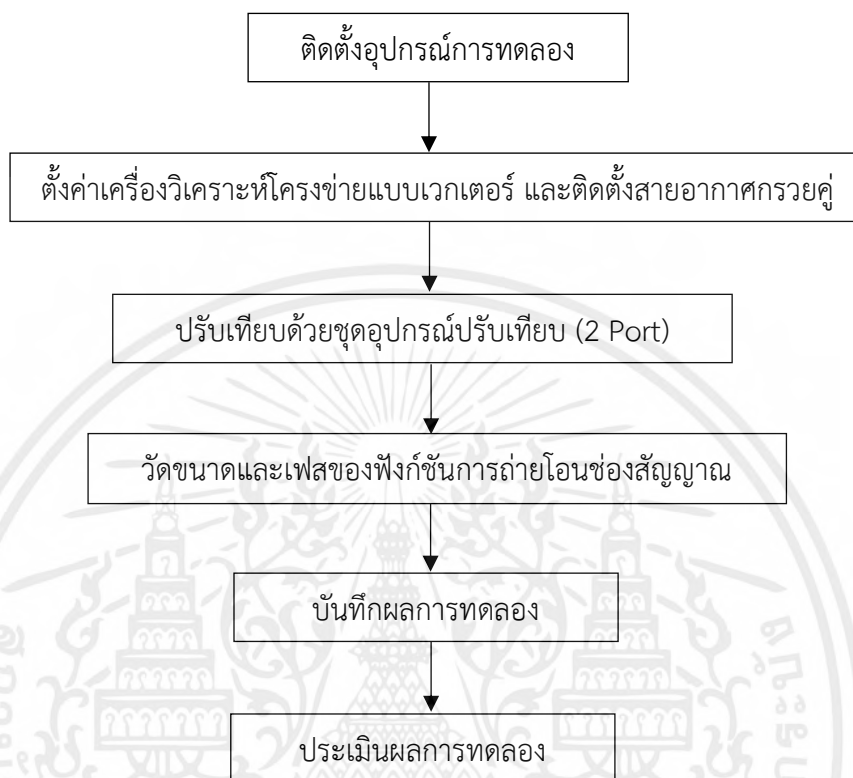 ติดตั้งอุปกรณ์การทดลอง
ตั้งค่าเครื่องวิเคราะห์โครงข่ายแบบเวกเตอร์ และติดตั้งสายอากาศกรวยคู่
ปรับเทียบด้วยชุดอุปกรณ์ปรับเทียบ (2 Port)
วัดขนาดและเฟสของฟังก์ชันการถ่ายโอนช่องสัญญาณ
บันทึกผลการทดลอง
ประเมินผลการทดลอง